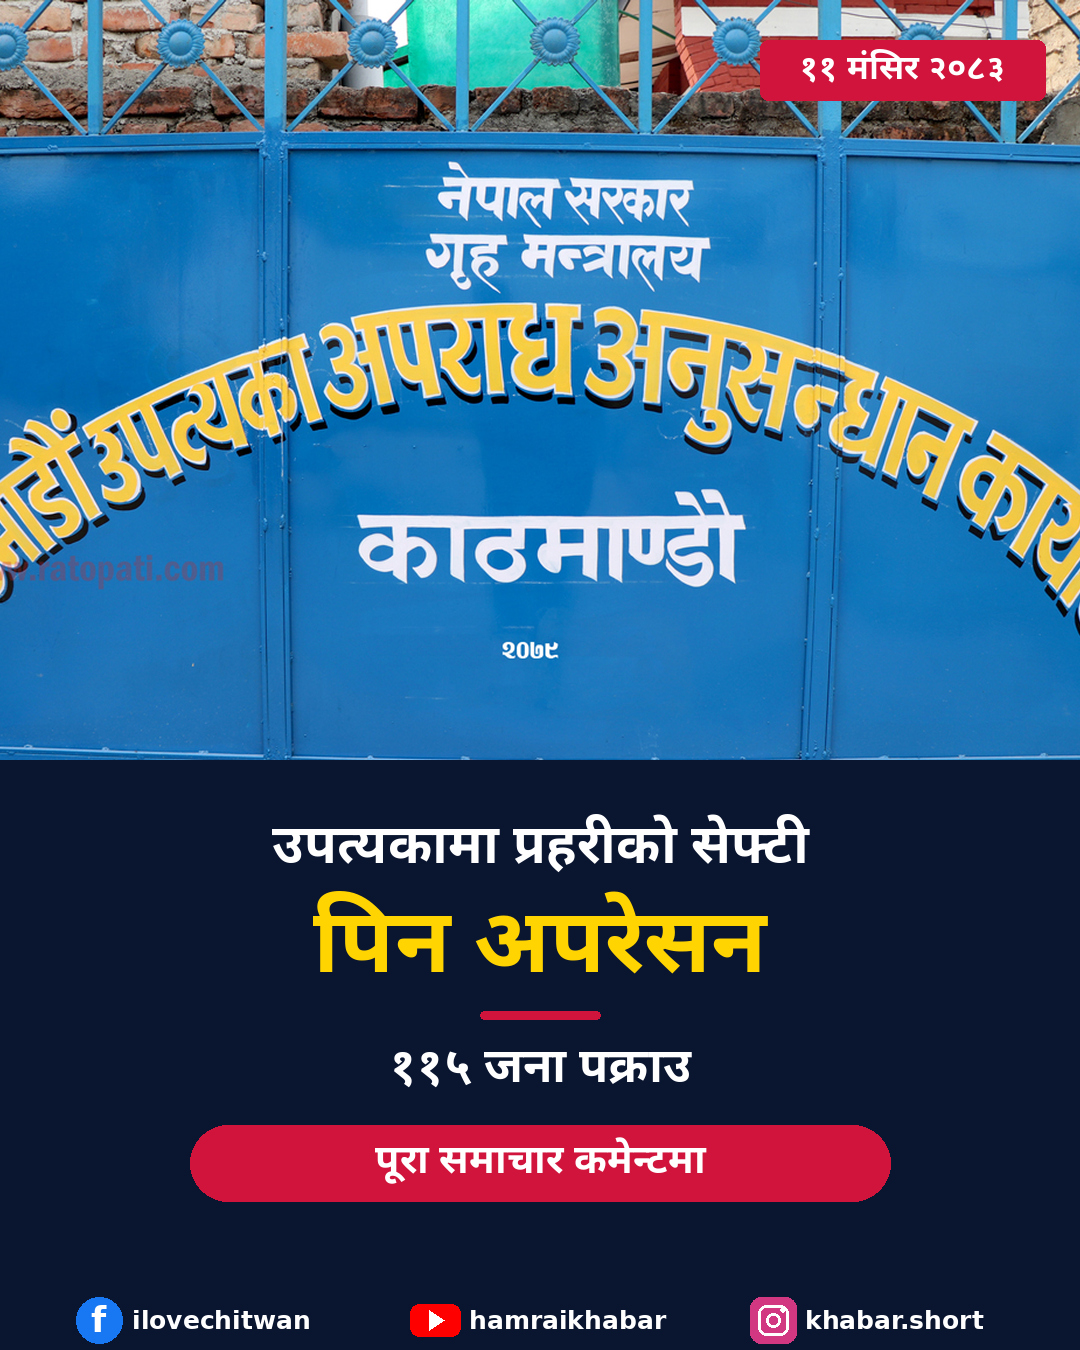 ११ मंसिर २०८३
नेपाल सरकार
गृह मन्त्रालय
उपत्यका अपराध अनुसन्धान
काठमाण्डौ
२०७९
ratopati.com
उपत्यकामा प्रहरीको सेफ्टी
पिन अपरेसन
११५ जना पक्राउ
पूरा समाचार कमेन्टमा
ilovechitwan
hamraikhabar
khabar.short